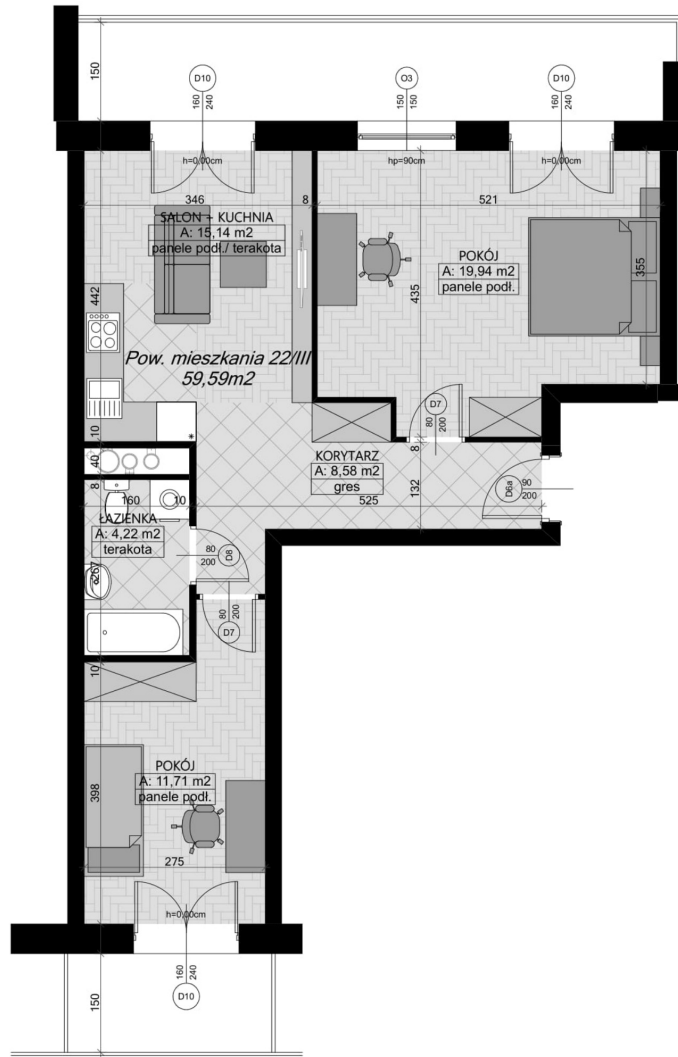 150
D10
160
240
O3
150
150
D10
160
240
h=0,00cm
hp=90cm
h=0,00cm
346
8
521
SALON + KUCHNIA
A: 15,14 m2
panele podł./ terakota
POKÓJ
A: 19,94 m2
panele podł.
355
442
435
Pow. mieszkania 22/III
59,59m2
D7
80
200
10
*
8
40
KORYTARZ
A: 8,58 m2
gres
132
525
D6a
90
200
8
160
10
ŁAZIENKA
A: 4,22 m2
terakota
80
200
D8
267
80
200
D7
10
POKÓJ
A: 11,71 m2
panele podł.
398
275
h=0,00cm
160
240
D10
150